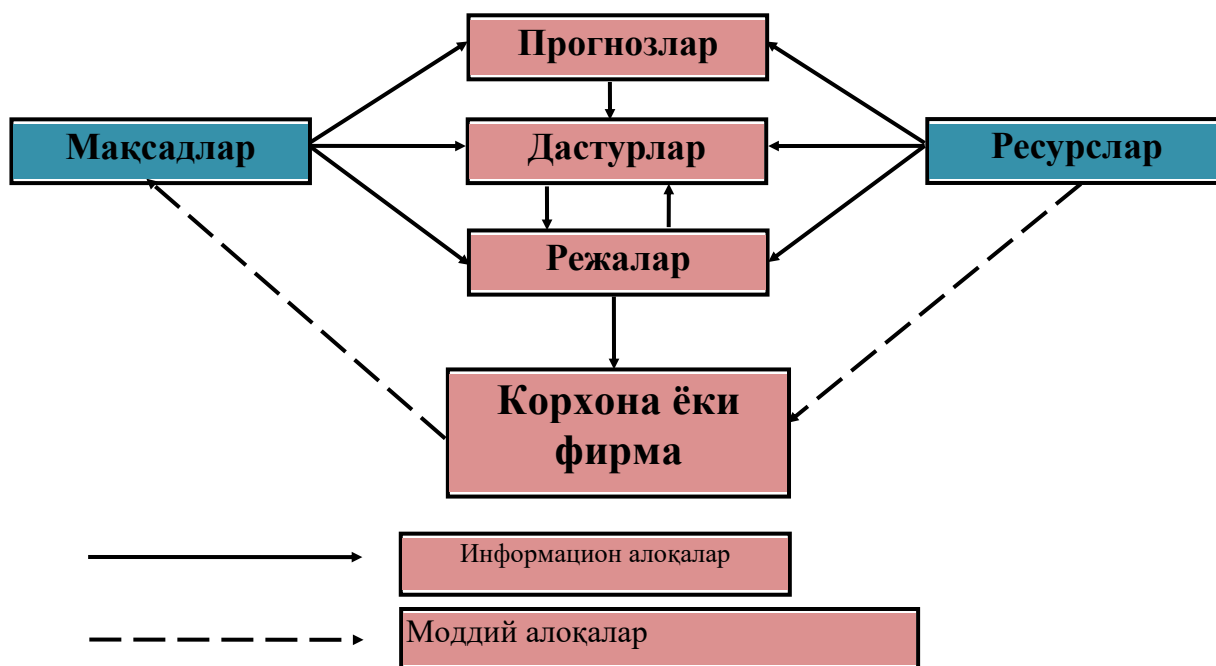 Прогнозлар
Мақсадлар
Дастурлар
Ресурслар
Режалар
Корхона ёки
фирма
Информацион алоқалар
Моддий алоқалар